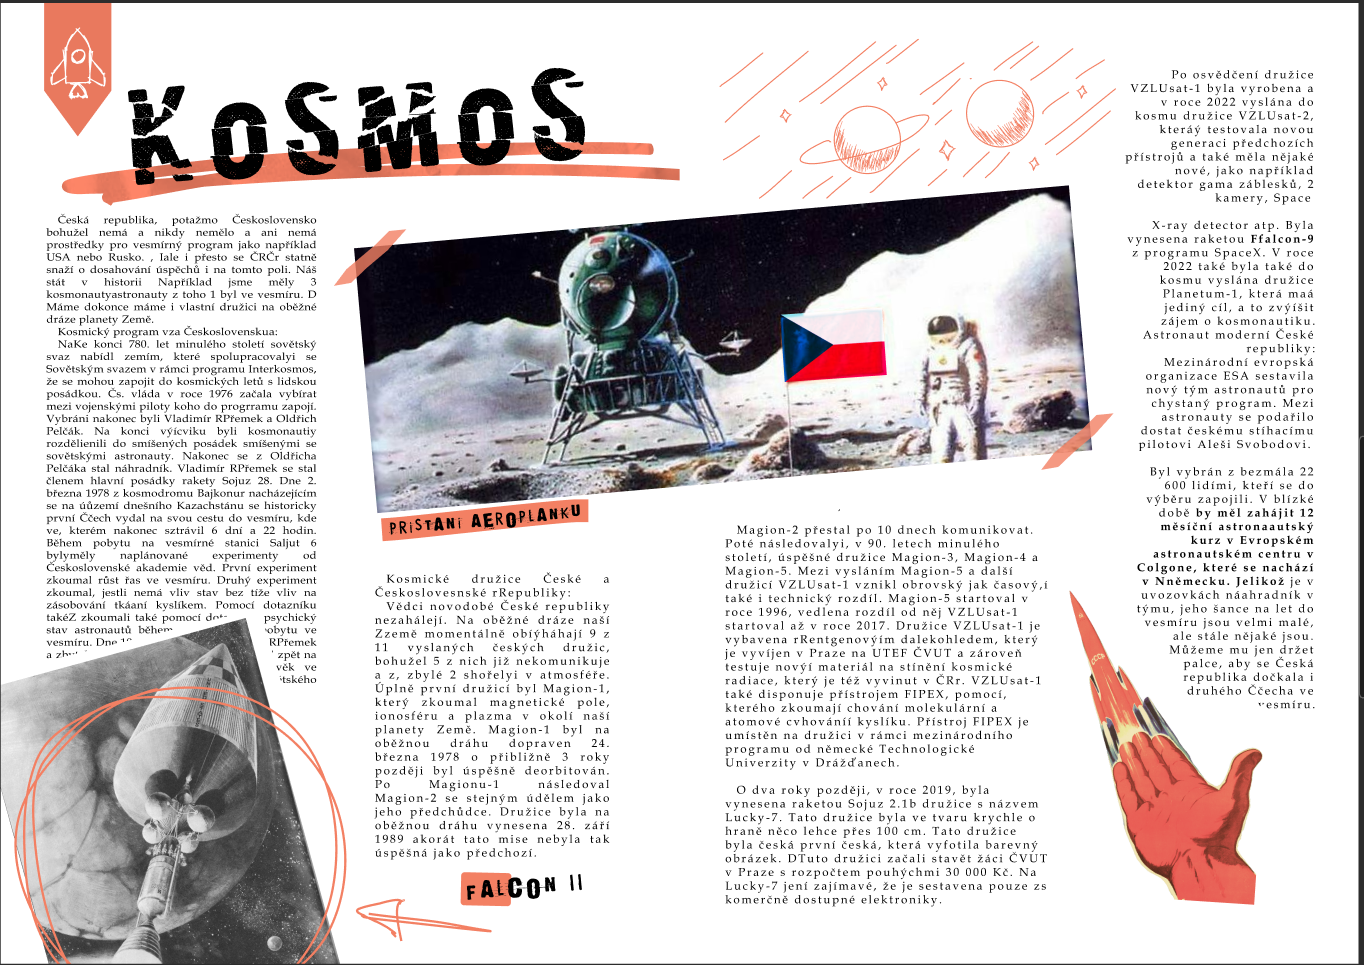 KOSMOS
Česká republika, potažmo Československo
bohužel nemá a nikdy nemělo a ani nemá
prostředky pro vesmírný program jako například
USA nebo Rusko. , Iale i přesto se ČRČr statně
snaží o dosahování úspěchů i na tomto poli. Náš
stát v historii Například jsme měly 3
kosmonautyastronauty z toho 1 byl ve vesmíru. D
Máme dokonce máme i vlastní družici na oběžné
dráze planety Země.
Kosmický program vza Československua:
NaKe konci 780. let minulého století sovětský
svaz nabídl zemím, které spolupracovalyi se
Sovětským svazem v rámci programu Interkosmos,
že se mohou zapojit do kosmických letů s lidskou
posádkou. Čs. vláda v roce 1976 začala vybírat
mezi vojenskými piloty koho do progrramu zapojí.
Vybráni nakonec byli Vladimír RPřemek a Oldřich
Pelčák. Na konci výícviku byli kosmonautiy
rozdělienili do smíšených posádek smíšenými se
sovětskými astronauty. Nakonec se z Oldřicha
Pelčáka stal náhradník. Vladimír RPřemek se stal
členem hlavní posádky rakety Sojuz 28. Dne 2.
března 1978 z kosmodromu Bajkonur nacházejícím
se na úůzemí dnešního Kazachstánu se historicky
první Ččech vydal na svou cestu do vesmíru, kde
ve, kterém nakonec sztrávil 6 dní a 22 hodin.
Během pobytu na vesmírné stanici Saljut 6
bylyměly naplánované experimenty od
Československé akademie věd. První experiment
zkoumal růst řas ve vesmíru. Druhý experiment
zkoumal, jestli nemá vliv stav bez tíže vliv na
zásobování tkáaní kyslíkem. Pomocí dotazníku
takéZ zkoumali také pomocí psychický
stav astronautů během pobytu ve
vesmíru. Dne RPřemek
a zpět na
věk ve
PRISTANI AEROPLANKU
Kosmické družice České a
Československnské rRepubliky:
Vědci novodobé České republiky
nezahálejí. Na oběžné dráze naší
Zzemě momentálně obíýháhají 9 z
11 vyslaných českých družic,
bohužel 5 z nich již nekomunikuje
a z, zbylé 2 shořelyi v atmosféře.
Úplně první družicí byl Magion-1,
který zkoumal magnetické pole,
ionosféru a plazma v okolí naší
planety Země. Magion-1 byl na
oběžnou dráhu dopraven 24.
března 1978 o přibližně 3 roky
později byl úspěšně deorbitován.
Po Magionu-1 následoval
Magion-2 se stejným údělem jako
jeho předchůdce. Družice byla na
oběžnou dráhu vynesena 28. září
1989 akorát tato mise nebyla tak
úspěšná jako předchozí.
FALCON II
Magion-2 přestal po 10 dnech komunikovat.
Poté následovalyi, v 90. letech minulého
století, úspěšné družice Magion-3, Magion-4 a
Magion-5. Mezi vysláním Magion-5 a další
družicí VZLUsat-1 vznikl obrovský jak časový,i
také i technický rozdíl. Magion-5 startoval v
roce 1996, vedlena rozdíl od něj VZLUsat-1
startoval až v roce 2017. Družice VZLUsat-1 je
vybavena rRentgenovýím dalekohledem, který
je vyvíjen v Praze na UTEF ČVUT a zároveň
testuje novýí materiál na stínění kosmické
radiace, který je též vyvinut v ČRr. VZLUsat-1
také disponuje přístrojem FIPEX, pomocí,
kterého zkoumají chování molekulární a
atomové cvhováníí kyslíku. Přístroj FIPEX je
umístěn na družici v rámci mezinárodního
programu od německé Technologické
Univerzity v Drážďanech.
O dva roky později, v roce 2019, byla
vynesena raketou Sojuz 2.1b družice s názvem
Lucky-7. Tato družice byla ve tvaru krychle o
hraně něco lehce přes 100 cm. Tato družice
byla česká první česká, která vyfotila barevný
obrázek. DTuto družici začali stavět žáci ČVUT
v Praze s rozpočtem pouhýchmi 30 000 Kč. Na
Lucky-7 jení zajímavé, že je sestavena pouze zs
komerčně dostupné elektroniky.
Po osvědčení družice
VZLUsat-1 byla vyrobena a
v roce 2022 vyslána do
kosmu družice VZLUsat-2,
kteráý testovala novou
generaci předchozích
přístrojů a také měla nějaké
nové, jako například
detektor gama záblesků, 2
kamery, Space
X-ray detector atp. Byla
vynesena raketou Ffalcon-9
z programu SpaceX. V roce
2022 také byla také do
kosmu vyslána družice
Planetum-1, která maá
jediný cíl, a to zvýíšit
zájem o kosmonautiku.
Astronaut moderní České
republiky:
Mezinárodní evropská
organizace ESA sestavila
nový tým astronautů pro
chystaný program. Mezi
astronauty se podařilo
dostat českému stíhacímu
pilotovi Aleši Svobodovi.
Byl vybrán z bezmála 22
600 lidími, kteří se do
výběru zapojili. V blízké
době by měl zahájit 12
měsíční astronaautský
kurz v Evropském
astronautském centru v
Colgone, které se nachází
v Nněmecku. Jelikož je v
uvozovkách náahradník v
týmu, jeho šance na let do
vesmíru jsou velmi malé,
ale stále nějaké jsou.
Můžeme mu jen držet
palce, aby se Česká
republika dočkala i
druhého Ččecha ve
vesmíru.